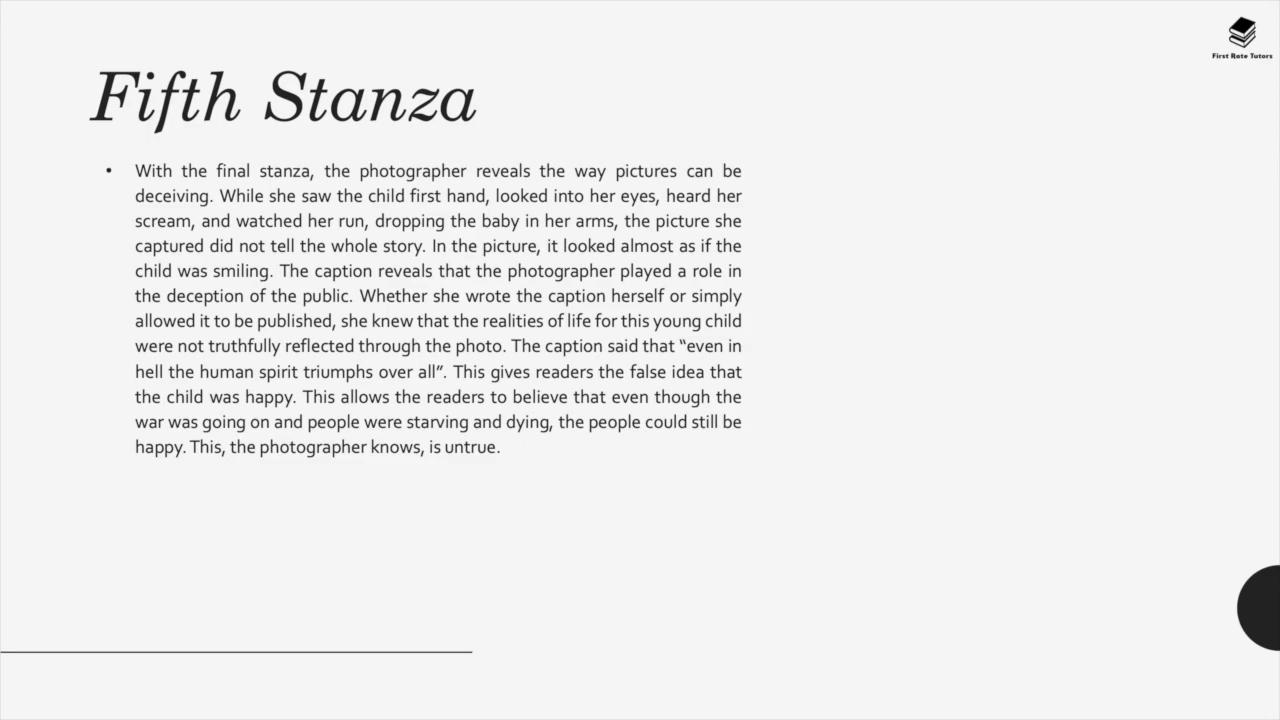 First Rate Tutors
Fifth Stanza
• With the final stanza, the photographer reveals the way pictures can be
deceiving. While she saw the child first hand, looked into her eyes, heard her
scream, and watched her run, dropping the baby in her arms, the picture she
captured did not tell the whole story. In the picture, it looked almost as if the
child was smiling. The caption reveals that the photographer played a role in
the deception of the public. Whether she wrote the caption herself or simply
allowed it to be published, she knew that the realities of life for this young child
were not truthfully reflected through the photo. The caption said that “even in
hell the human spirit triumphs over all”. This gives readers the false idea that
the child was happy. This allows the readers to believe that even though the
war was going on and people were starving and dying, the people could still be
happy. This, the photographer knows, is untrue.